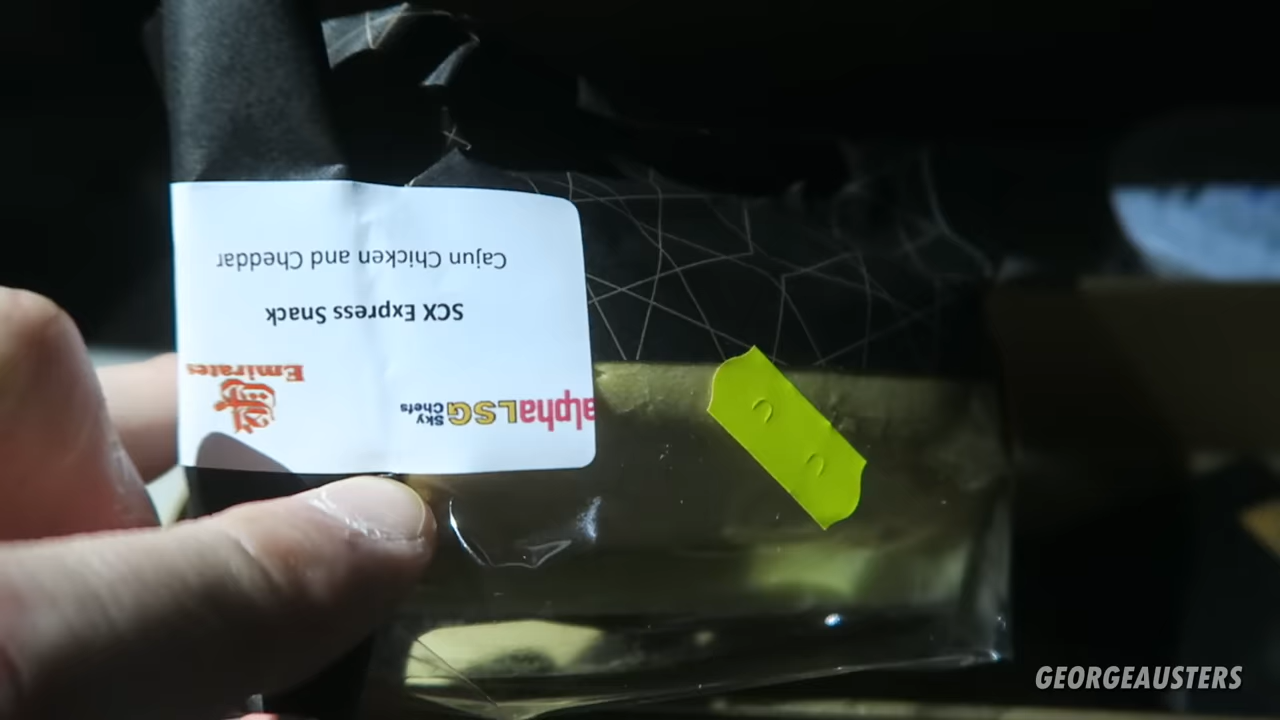 alphaLSG
Sky
Chefs
Emirates
SCX Express Snack
Cajun Chicken and Cheddar
GEORGEAUSTERS